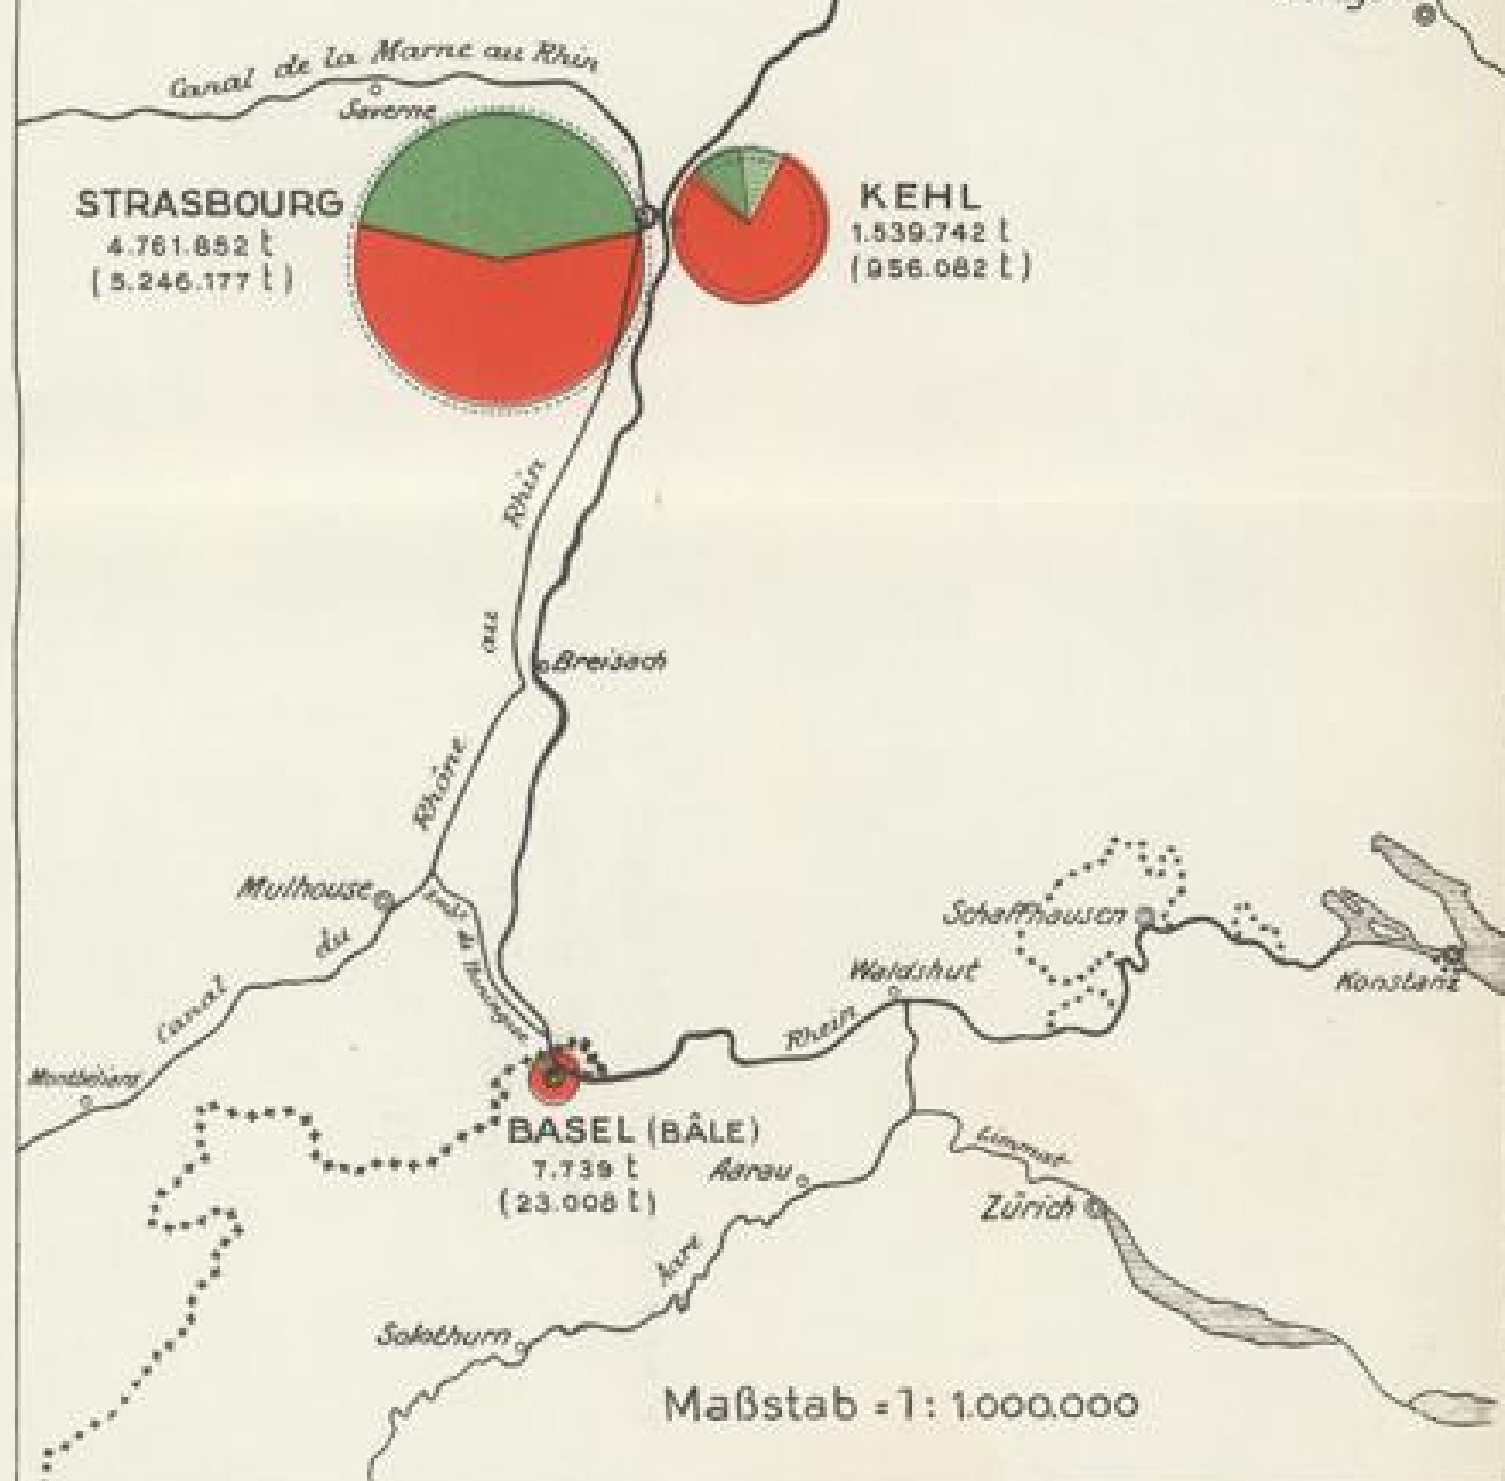 Canal de la Marne au Rhin
Saverne
STRASBOURG
4.761.852 t
(5.246.177 t)
KEHL
1.539.742 t
(956.082 t)
Rhin
au
Breisach
Rhône
Mulhouse
du
Canal
Schaffhausen
Waldshut
Konstanz
Rhein
BASEL (BÂLE)
7.739 t
(23.008 t)
Aarau
Limmat
Zürich
Aare
Solothurn
Maßstab = 1: 1.000.000